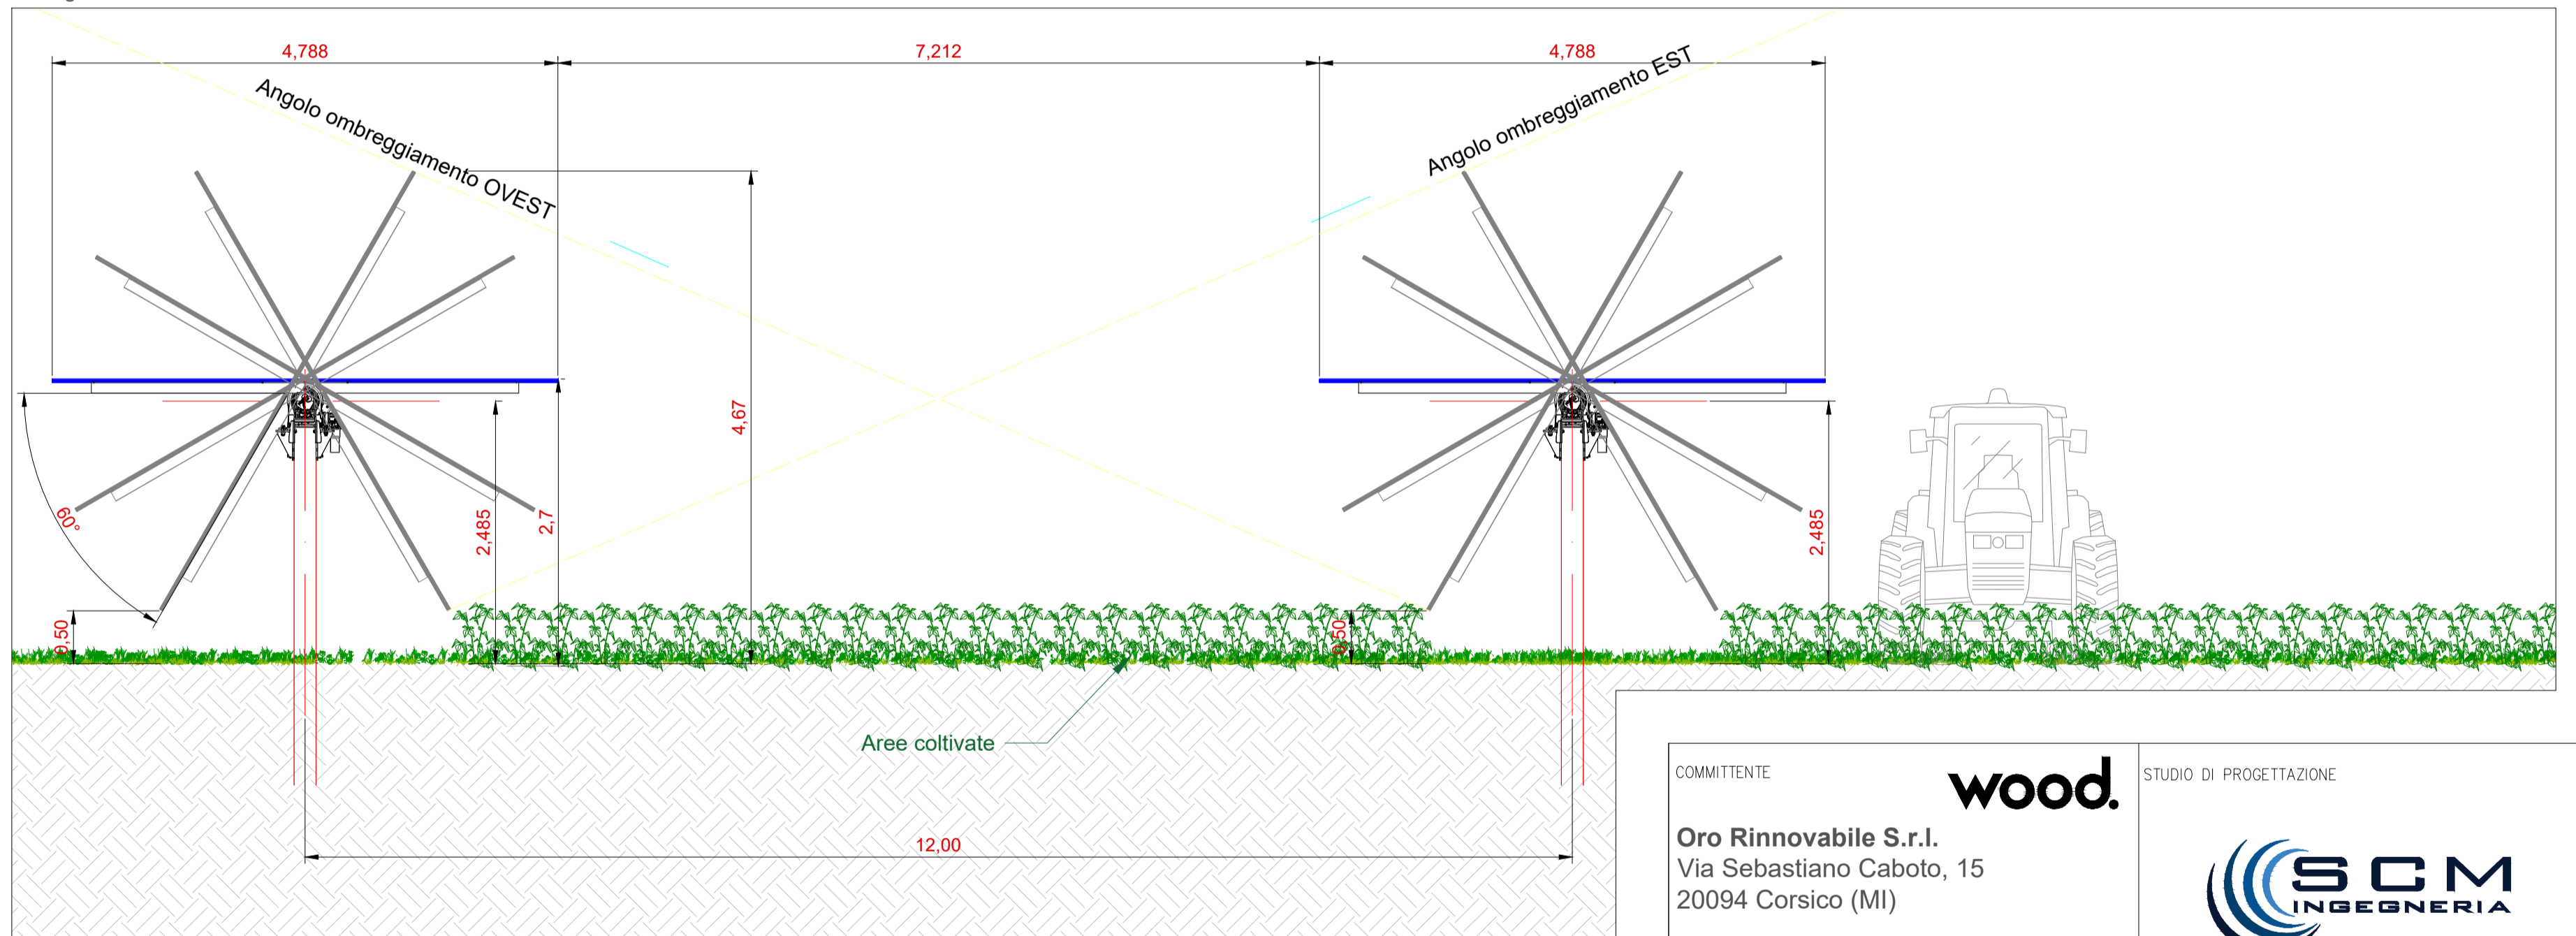 4,788
7,212
4,788
Angolo ombreggiamento OVEST
Angolo ombreggiamento EST
4,67
60°
2,485
2,7
2,485
0,50
0,50
Aree coltivate
12,00
COMMITTENTE
wood.
STUDIO DI PROGETTAZIONE
Oro Rinnovabile S.r.l.
Via Sebastiano Caboto, 15
20094 Corsico (MI)
SCM
INGEGNERIA